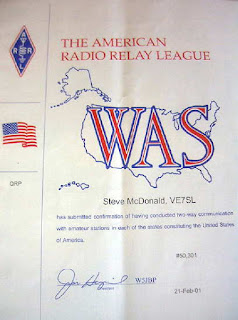 THE AMERICAN
RADIO RELAY LEAGUE
WAS
QRP
Steve McDonald, VE7SL
has submitted confirmation of having conducted two-way communication
with amateur stations in each of the states constituting the United States
of America.
#50,301
W5JBP
21-Feb-01